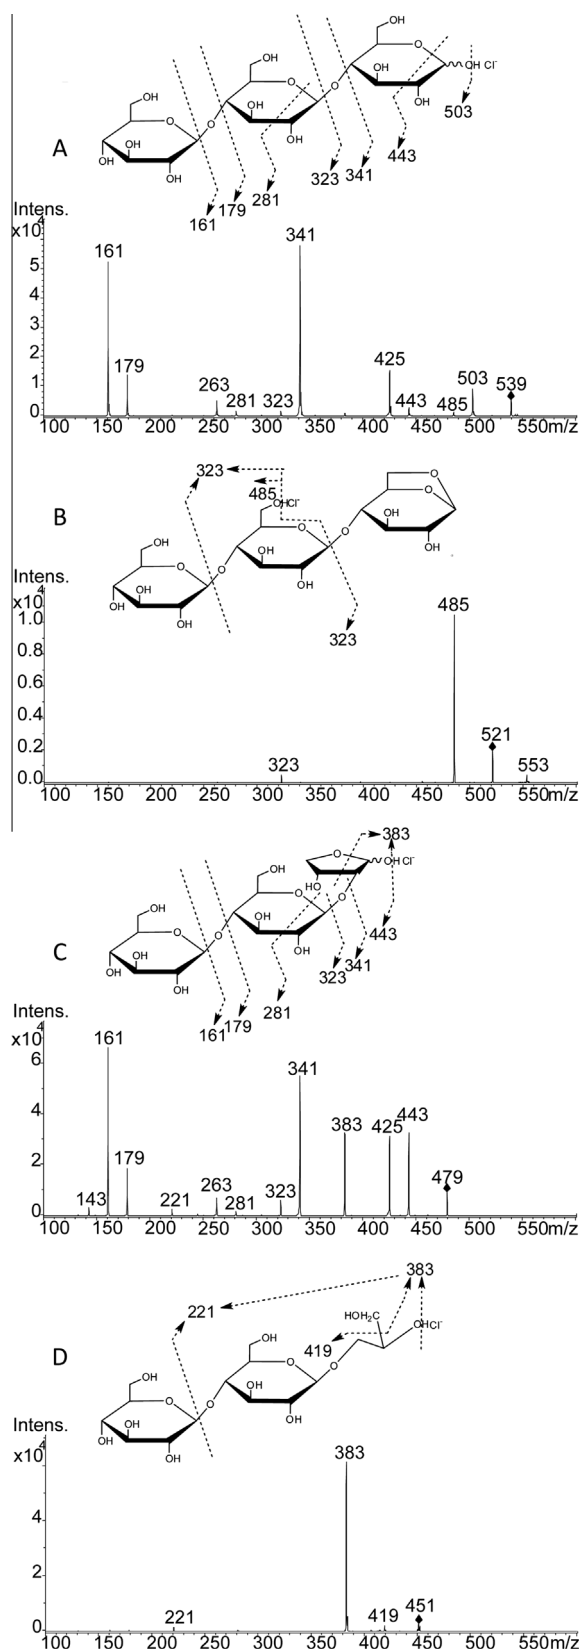 A
OH
OH
OH
OH
OH
OH
OH
OH
OH
OH
OH Cl⁻
503
443
341
323
281
179
161
Intens.
x10⁴
161
179
263
281
323
341
425
443
485
503
539
5
4
3
2
1
0
100 150 200 250 300 350 400 450 500 550 m/z
B
323
485
OHCl⁻
OH
OH
OH
OH
OH
OH
OH
OH
O
O
O
O
O
O
323
Intens.
x10⁴
1.0
0.8
0.6
0.4
0.2
0.0
323
485
521
553
100 150 200 250 300 350 400 450 500 550 m/z
C
383
OH Cl⁻
HO
OH
OH
OH
OH
OH
OH
OH
443
341
323
281
179
161
Intens.
x10⁴
6
4
2
0
143
161
179
221
263
281
323
341
383
425
443
479
100 150 200 250 300 350 400 450 500 550 m/z
D
383
221
419
HOH₂C
OHCl⁻
OH
OH
OH
OH
OH
OH
OH
Intens.
x10⁴
4
2
0
221
383
419
451
100 150 200 250 300 350 400 450 500 550 m/z